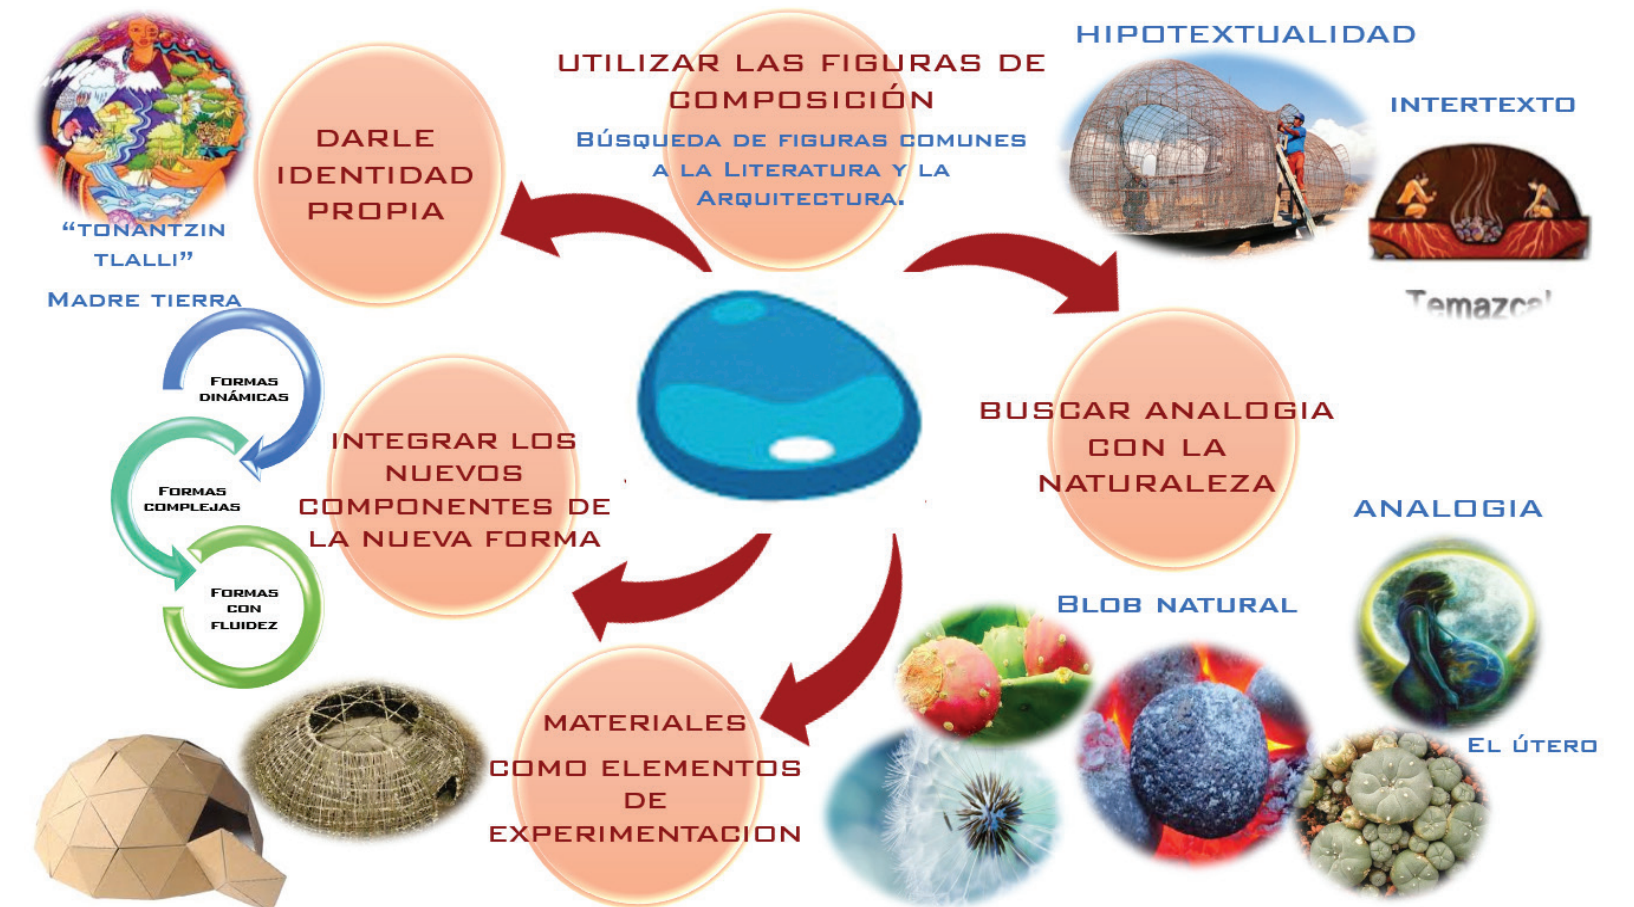 UTILIZAR LAS FIGURAS DE
COMPOSICIÓN
BÚSQUEDA DE FIGURAS COMUNES
A LA LITERATURA Y LA
ARQUITECTURA.
HIPOTEXTUALIDAD
INTERTEXTO
Temazcal
DARLE
IDENTIDAD
PROPIA
“TONANTZIN
TLALLI”
MADRE TIERRA
FORMAS
DINÁMICAS
FORMAS
COMPLEJAS
FORMAS
CON
FLUIDEZ
INTEGRAR LOS
NUEVOS
COMPONENTES DE
LA NUEVA FORMA
BUSCAR ANALOGIA
CON LA
NATURALEZA
ANALOGIA
BLOB NATURAL
EL ÚTERO
MATERIALES
COMO ELEMENTOS
DE
EXPERIMENTACION